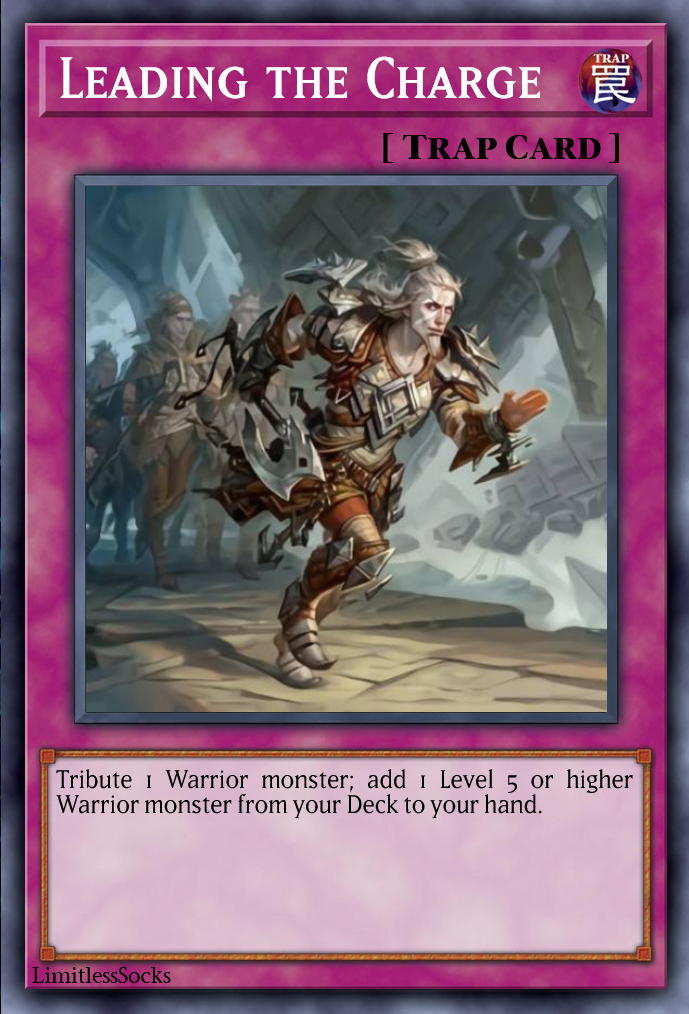 Leading the Charge
TRAP
罠
[ Trap Card ]
Tribute 1 Warrior monster; add 1 Level 5 or higher
Warrior monster from your Deck to your hand.
LimitlessSocks